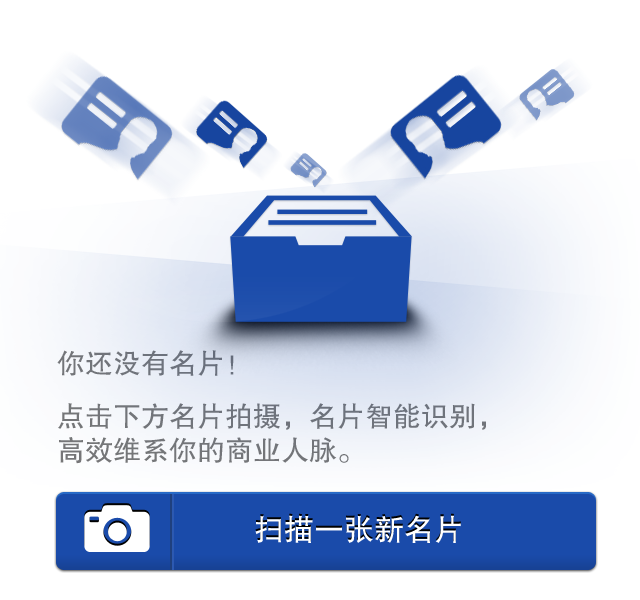 你还没有名片！
点击下方名片拍摄，名片智能识别，
高效维系你的商业人脉。
扫描一张新名片